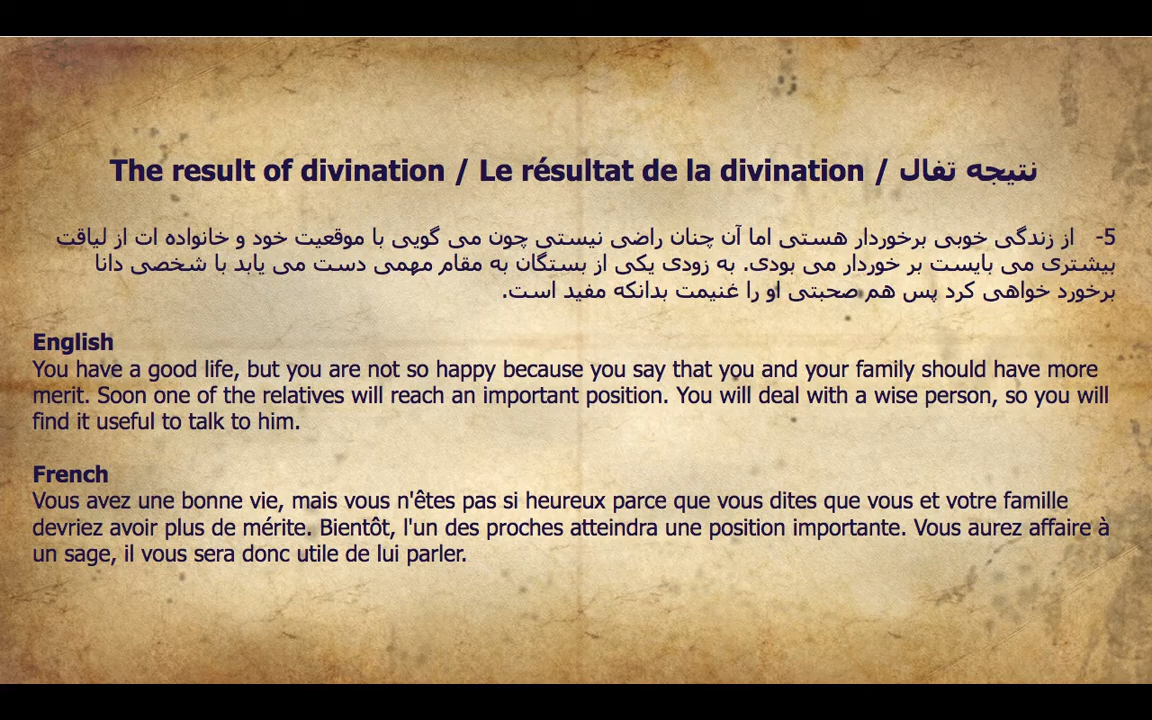 The result of divination / Le résultat de la divination / نتیجه تفال
5- از زندگی خوبی برخوردار هستی اما آن چنان راضی نیستی چون می گویی با موقعیت خود و خانواده ات از لیاقت
بیشتری می بایست بر خوردار می بودی. به زودی یکی از بستگان به مقام مهمی دست می یابد با شخصی دانا
برخورد خواهی کرد پس هم صحبتی او را غنیمت بدانکه مفید است.
English
You have a good life, but you are not so happy because you say that you and your family should have more
merit. Soon one of the relatives will reach an important position. You will deal with a wise person, so you will
find it useful to talk to him.
French
Vous avez une bonne vie, mais vous n'êtes pas si heureux parce que vous dites que vous et votre famille
devriez avoir plus de mérite. Bientôt, l'un des proches atteindra une position importante. Vous aurez affaire à
un sage, il vous sera donc utile de lui parler.